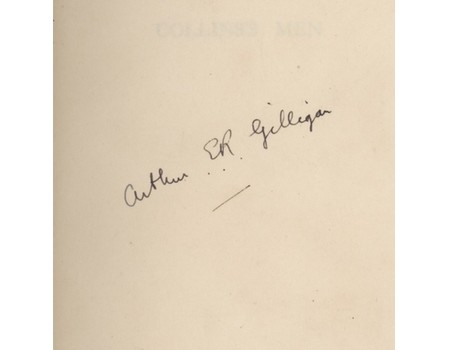 COLLINS'S MEN
Arthur E.R. Gilligan